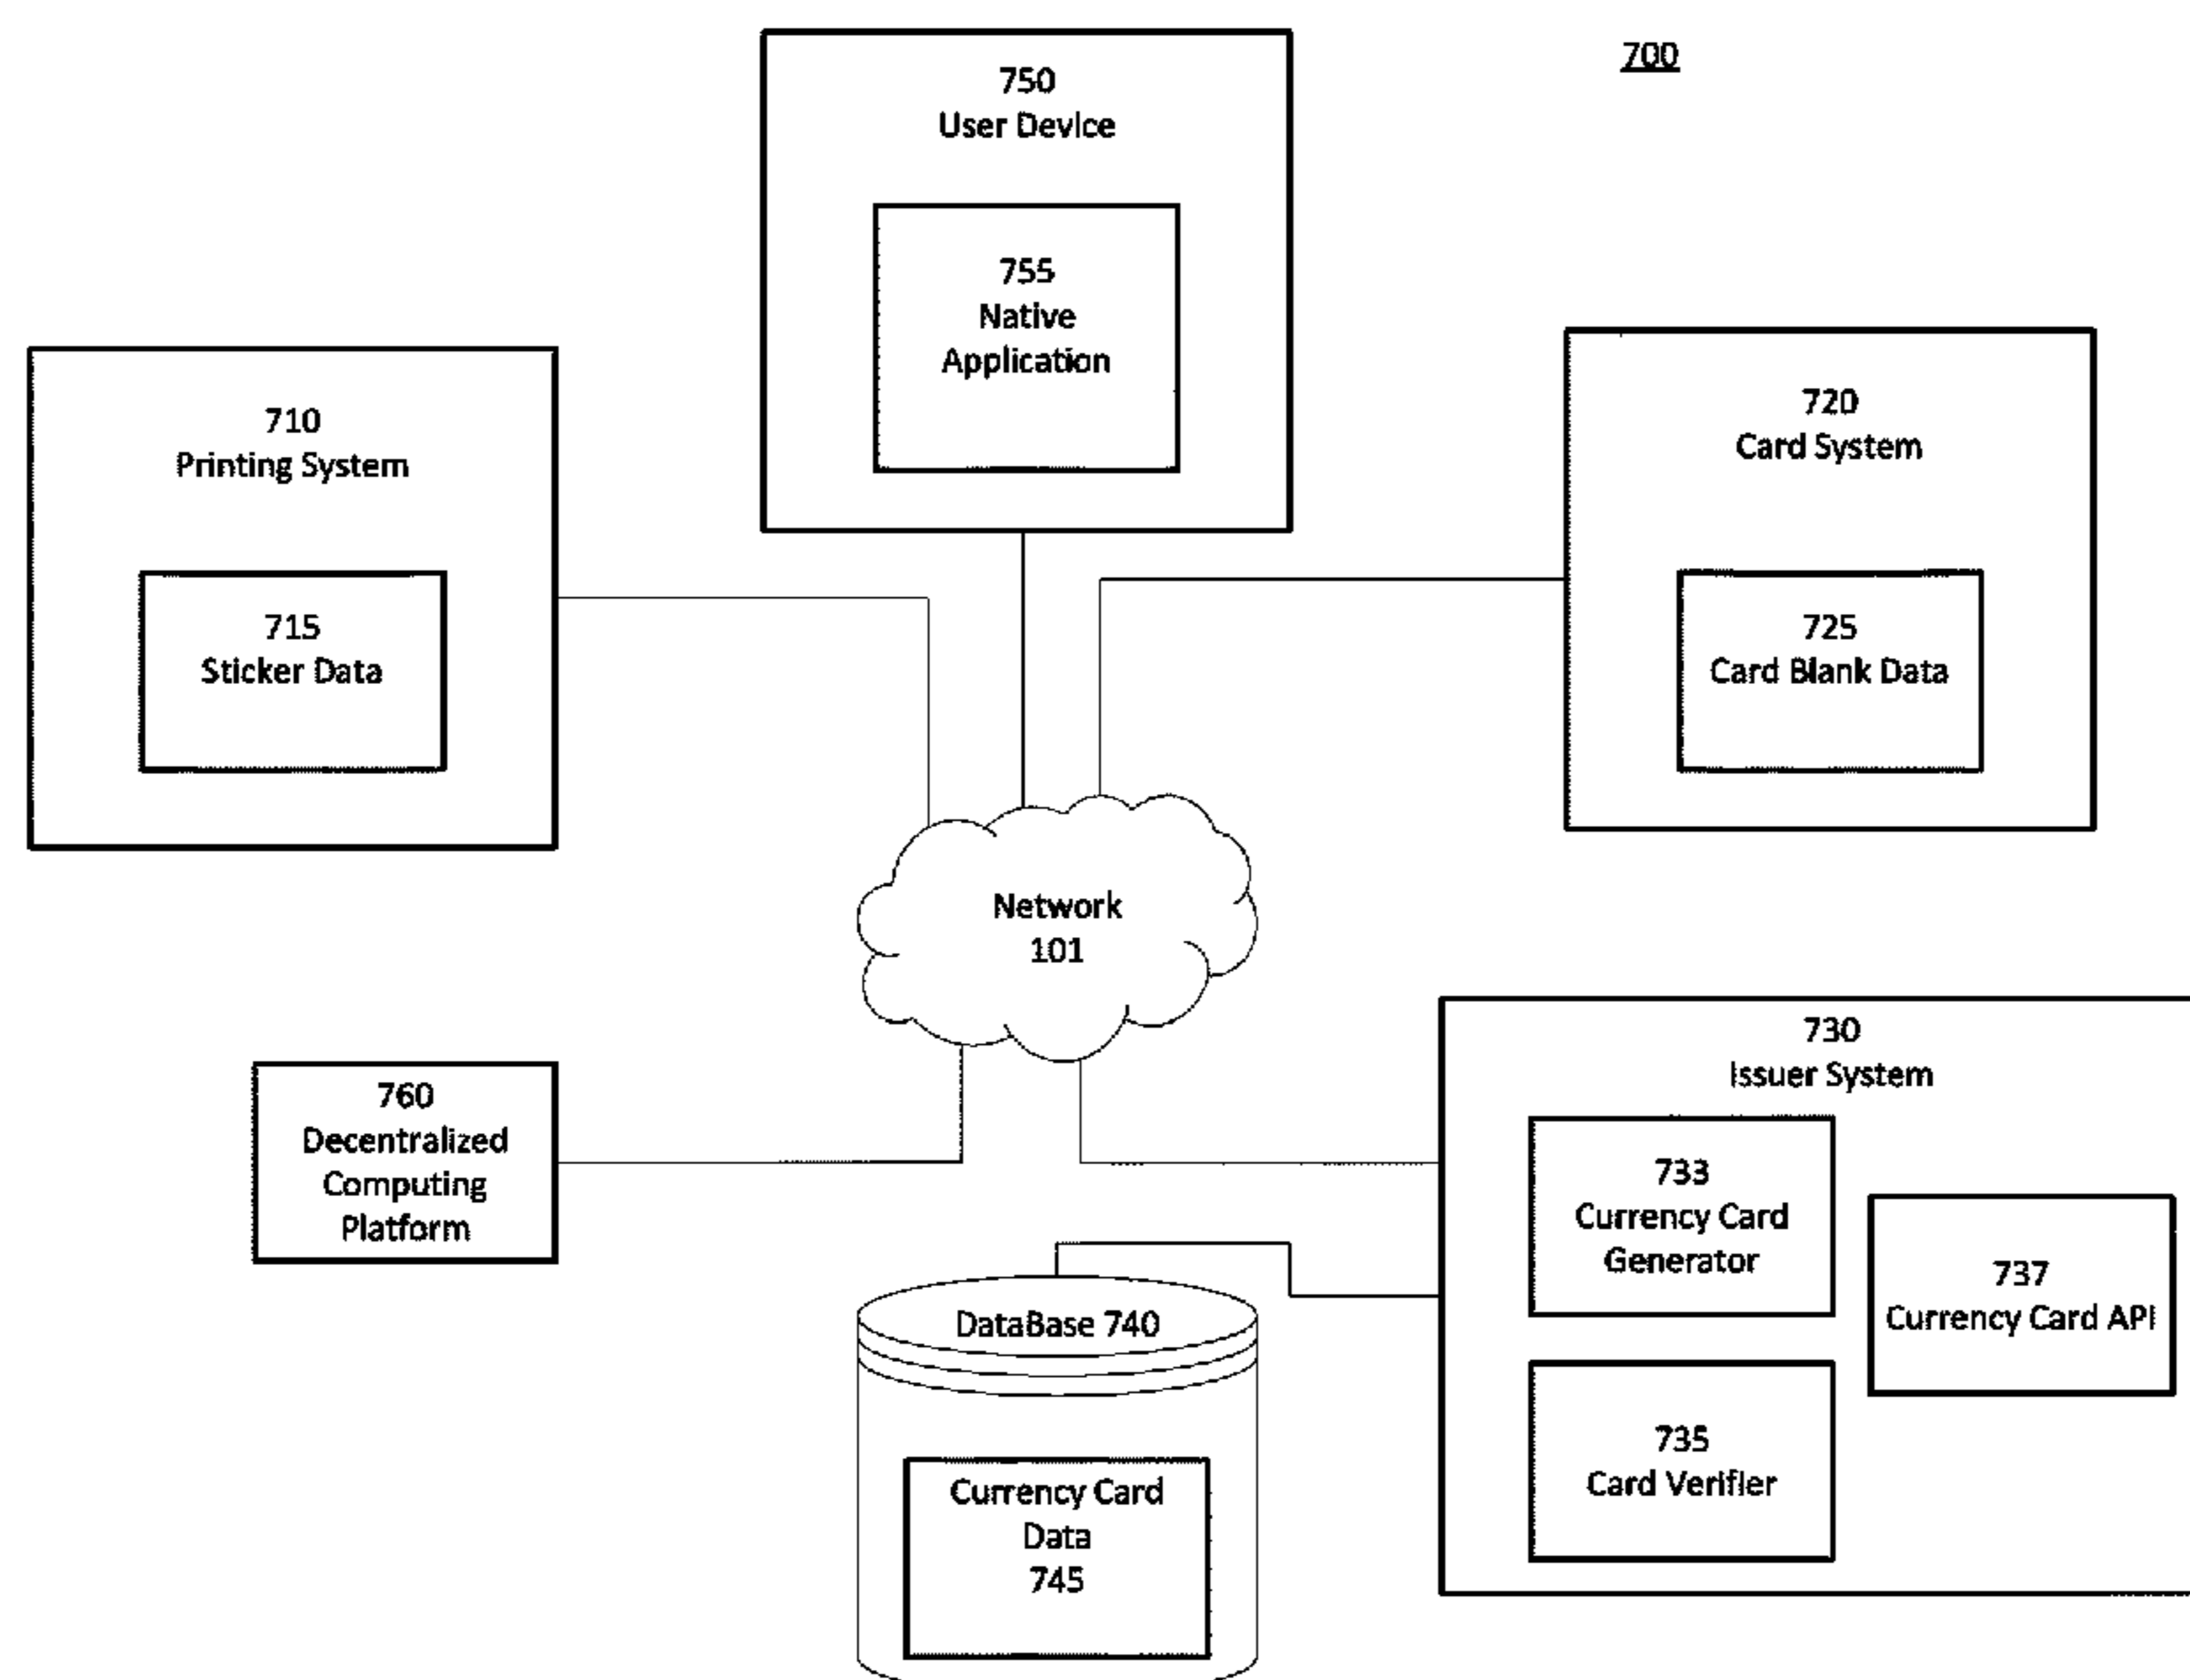 700
750
User Device
755
Native
Application
710
Printing System
715
Sticker Data
720
Card System
725
Card Blank Data
Network
101
760
Decentralized
Computing
Platform
730
Issuer System
733
Currency Card
Generator
737
Currency Card API
735
Card Verifier
DataBase 740
Currency Card
Data
745